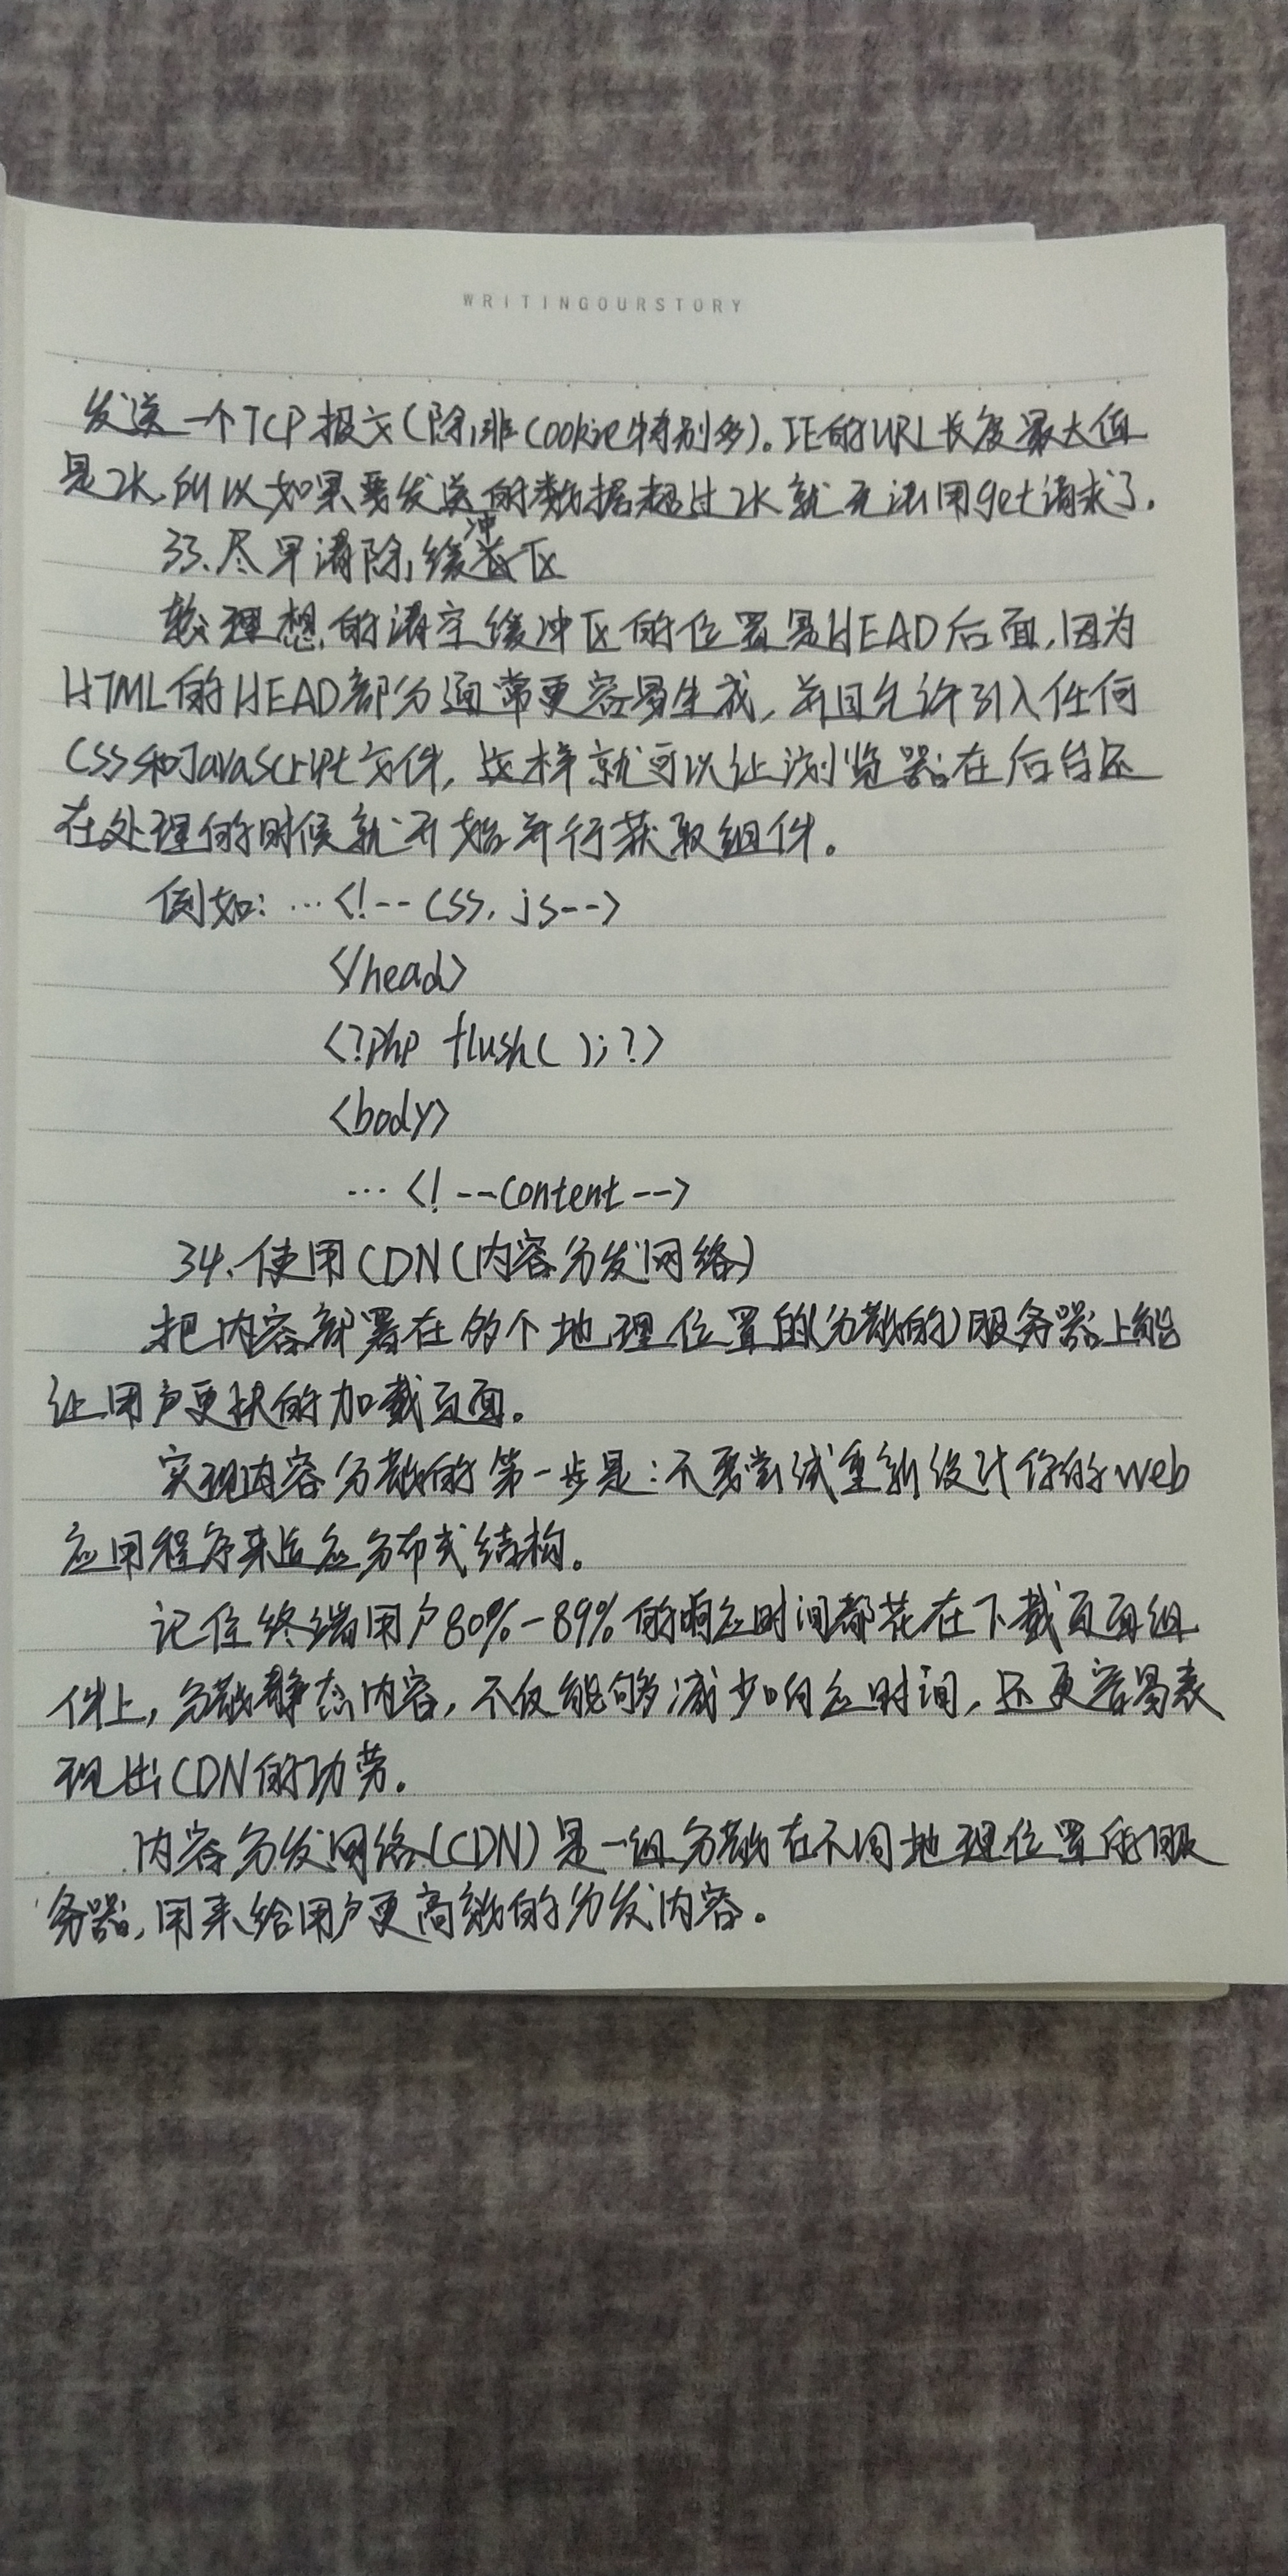 WRITINGOURSTORY
发送一个TCP报文(除非cookie特别多)。IE的URL长度最大值
是2K,所以如果要发送的数据超过2K就无法用get请求了.
33、尽早清除缓冲区
较理想的清空缓冲区的位置是HEAD后面,因为
HTML的HEAD部分通常更容易生成,并且允许引入任何
CSS和JavaScript文件,这样就可以让浏览器在后台还
在处理的时候就开始并行获取组件。
例如: … <!-- css, js-->
</head>
<?php flush( );?>
<body>
… <! --content -->
34、使用CDN(内容分发网络)
把内容部署在多个地理位置的(分散的)服务器上能
让用户更快的加载页面。
实现内容分散的第一步是:不要尝试重新设计你的web
应用程序来适应分布式结构。
记住终端用户80%-89%的响应时间都花在下载页面组
件上,分散静态内容,不仅能够减少响应时间,还更容易表
现出CDN的功劳。
内容分发网络(CDN)是一组分散在不同地理位置的服
务器,用来给用户更高效的分发内容。